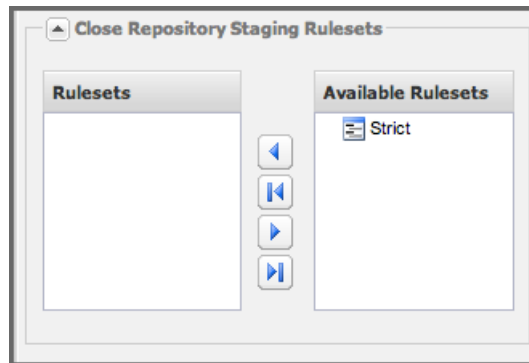 Close Repository Staging Rulesets
Rulesets
Available Rulesets
Strict